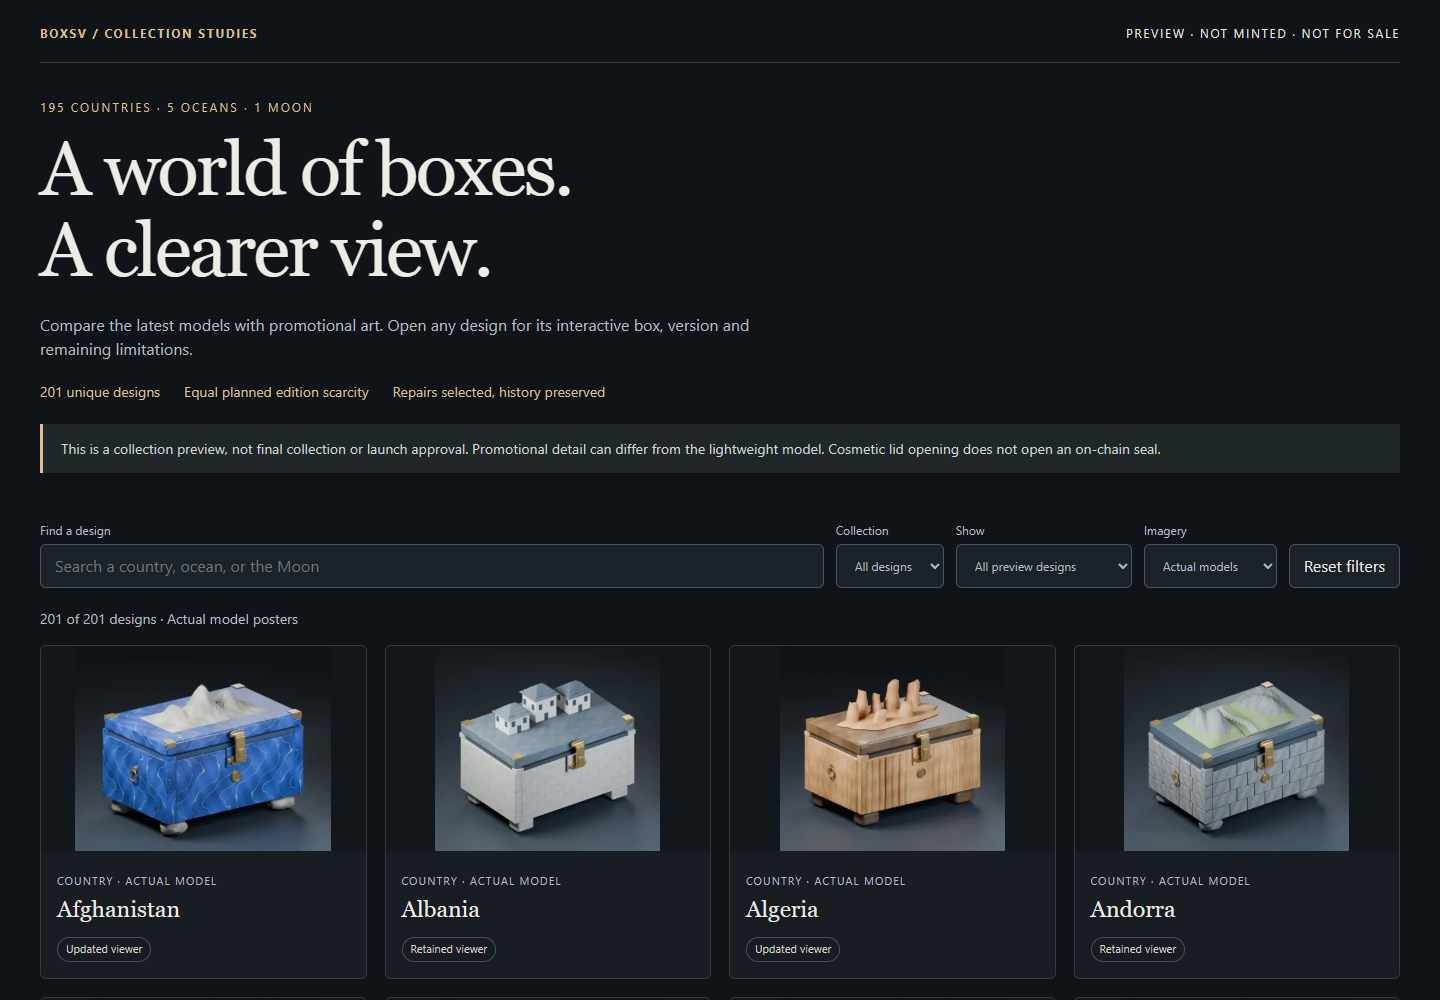 BOXSV / COLLECTION STUDIES
PREVIEW · NOT MINTED · NOT FOR SALE
195 COUNTRIES · 5 OCEANS · 1 MOON
A world of boxes.
A clearer view.
Compare the latest models with promotional art. Open any design for its interactive box, version and
remaining limitations.
201 unique designs Equal planned edition scarcity Repairs selected, history preserved
This is a collection preview, not final collection or launch approval. Promotional detail can differ from the lightweight model. Cosmetic lid opening does not open an on-chain seal.
Find a design Collection Show Imagery
Search a country, ocean, or the Moon All designs All preview designs Actual models Reset filters
201 of 201 designs · Actual model posters
COUNTRY · ACTUAL MODEL
Afghanistan
Updated viewer
COUNTRY · ACTUAL MODEL
Albania
Retained viewer
COUNTRY · ACTUAL MODEL
Algeria
Updated viewer
COUNTRY · ACTUAL MODEL
Andorra
Retained viewer